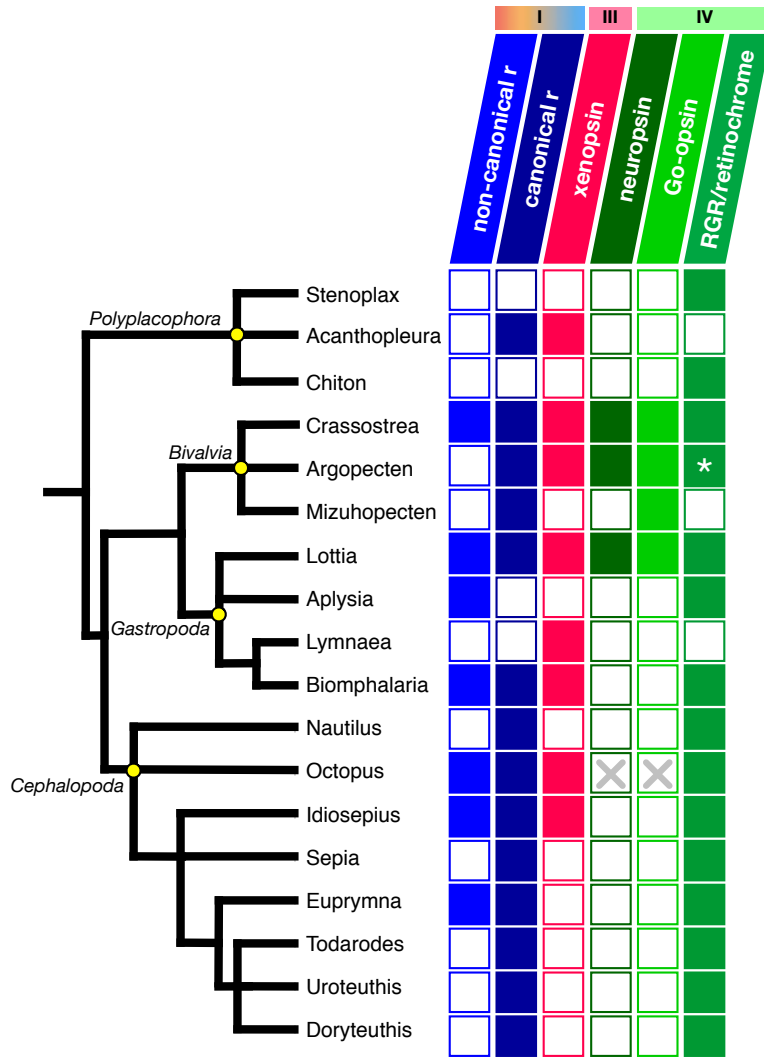 I III IV
non-canonical r
canonical r
xenopsin
neuropsin
Go-opsin
RGR/retinochrome
Stenoplax
Polyplacophora
Acanthopleura
Chiton
Crassostrea
Bivalvia
Argopecten *
Mizuhopecten
Lottia
Aplysia
Gastropoda
Lymnaea
Biomphalaria
Nautilus
Octopus
Cephalopoda
Idiosepius
Sepia
Euprymna
Todarodes
Uroteuthis
Doryteuthis